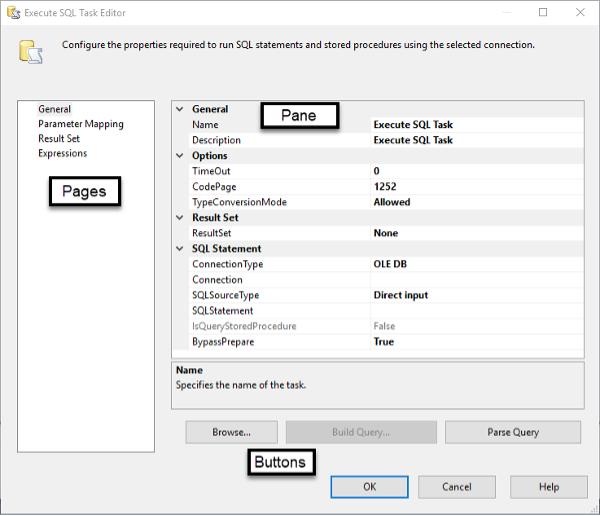 Execute SQL Task Editor
Configure the properties required to run SQL statements and stored procedures using the selected connection.
General
Parameter Mapping
Result Set
Expressions
Pages
General
Pane
Name Execute SQL Task
Description Execute SQL Task
Options
TimeOut 0
CodePage 1252
TypeConversionMode Allowed
Result Set
ResultSet None
SQL Statement
ConnectionType OLE DB
Connection
SQLSourceType Direct input
SQLStatement
IsQueryStoredProcedure False
BypassPrepare True
Name
Specifies the name of the task.
Browse... Build Query... Parse Query
Buttons
OK Cancel Help